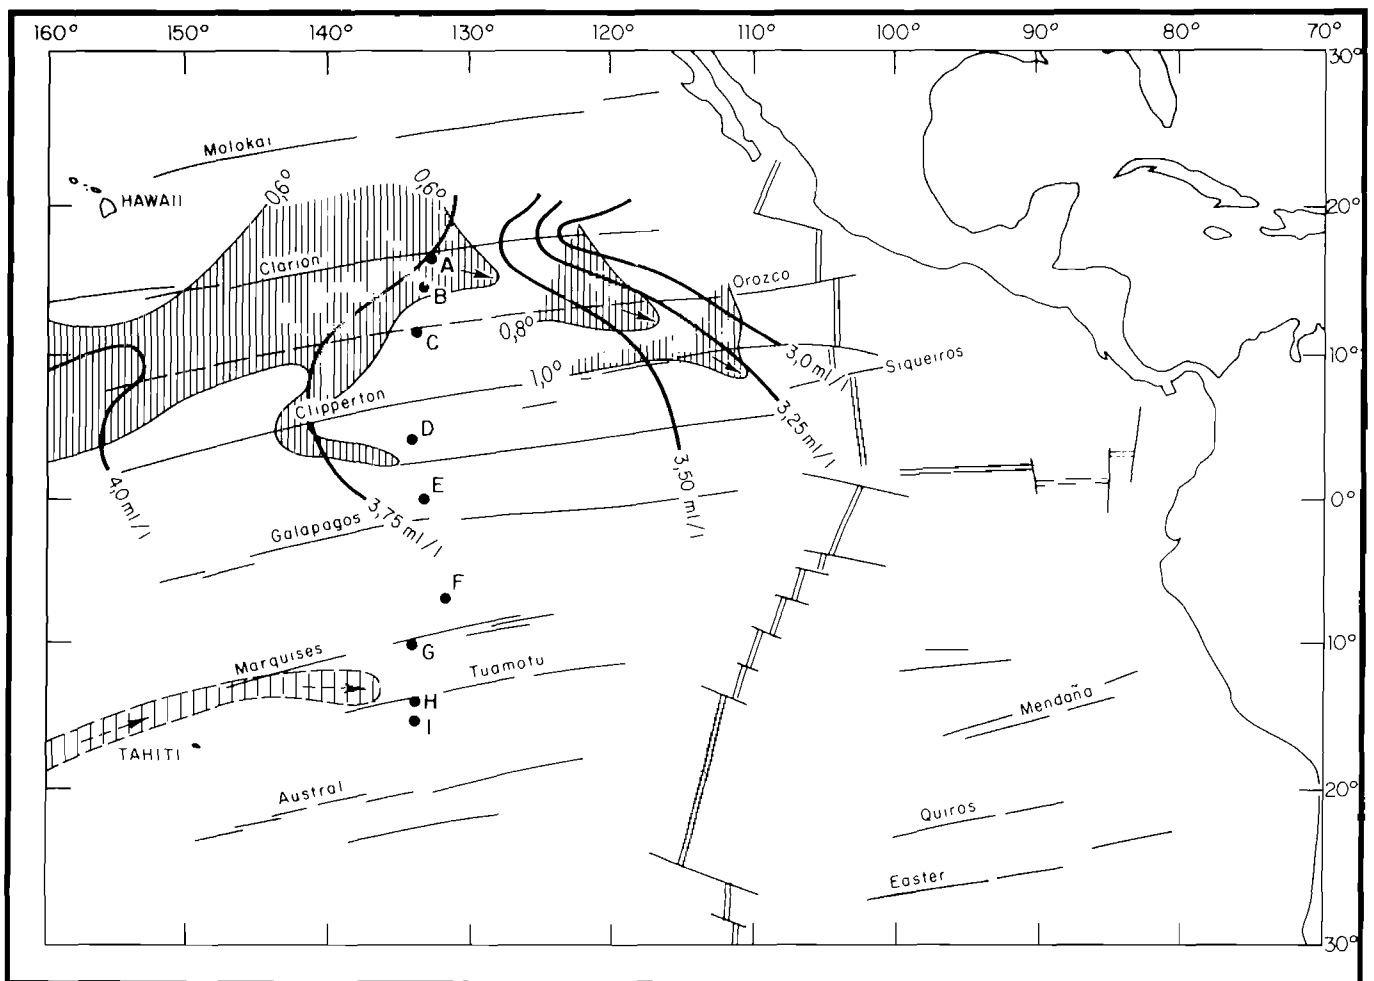 160° 150° 140° 130° 120° 110° 100° 90° 80° 70°
30°
Molokai
0,6°
0,6°
HAWAII
20°
Clarion
A
Orozco
B
0,8°
C
10°
3,0 ml/l
Siqueiros
1,0°
Clipperton
3,25 ml/l
D
3,50 ml/l
4,0 ml/l
E
0°
3,75 ml/l
Galapagos
F
10°
Marquises
G
Tuamotu
H
Mendaña
I
TAHITI
20°
Austral
Quiros
Easter
30°